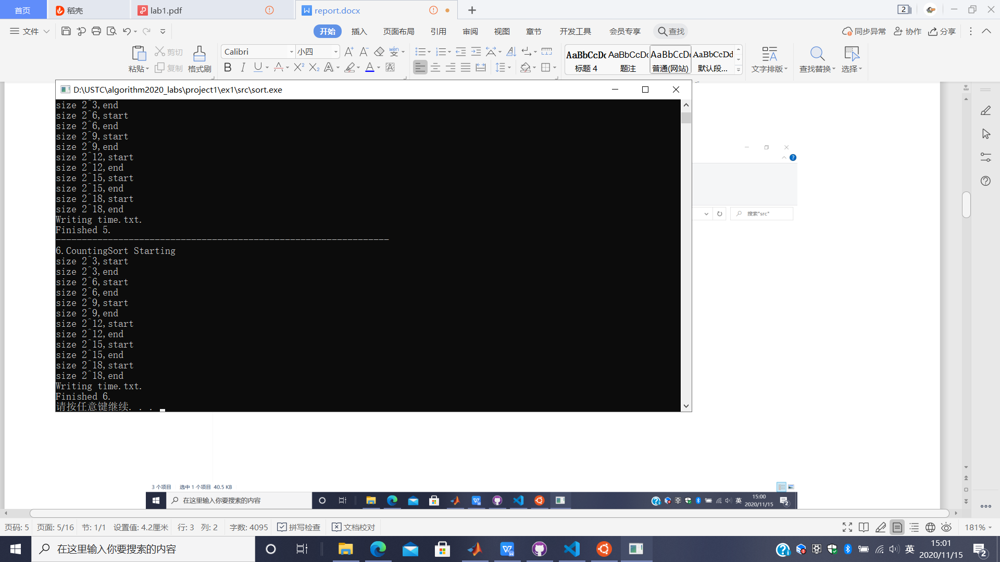 首页 稻壳 lab1.pdf report.docx 2
文件 开始 插入 页面布局 引用 审阅 视图 章节 开发工具 会员专享 查找 同步异常 协作 分享
粘贴 剪切 复制 格式刷 Calibri 小四
AaBbCcDc AaBbCcDc AaBbCcDc AaBbCcDd
标题 4 题注 普通(网站) 默认段... 文字排版 查找替换 选择
D:\USTC\algorithm2020_labs\project1\ex1\src\sort.exe
size 2^3,end
size 2^6,start
size 2^6,end
size 2^9,start
size 2^9,end
size 2^12,start
size 2^12,end
size 2^15,start
size 2^15,end
size 2^18,start
size 2^18,end
Writing time.txt.
Finished 5.
----------------------------------------------------------------
6.CountingSort Starting
size 2^3,start
size 2^3,end
size 2^6,start
size 2^6,end
size 2^9,start
size 2^9,end
size 2^12,start
size 2^12,end
size 2^15,start
size 2^15,end
size 2^18,start
size 2^18,end
Writing time.txt.
Finished 6.
请按任意键继续. . .
搜索"src"
3 个项目 选中 1 个项目 40.5 KB
在这里输入你要搜索的内容 英 15:00
2020/11/15 2
页码: 5 页面: 5/16 节: 1/1 设置值: 4.2厘米 行: 3 列: 2 字数: 4095 拼写检查 文档校对 181%
在这里输入你要搜索的内容 英 15:01
2020/11/15 2